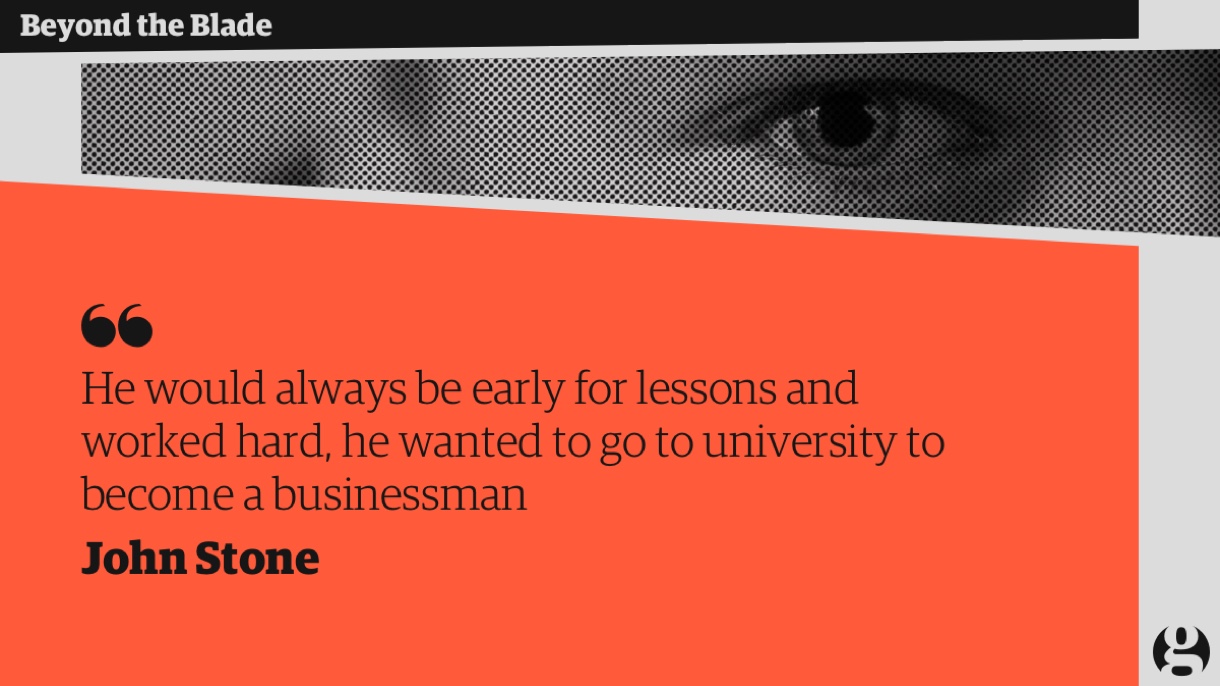 Beyond the Blade
“
He would always be early for lessons and
worked hard, he wanted to go to university to
become a businessman
John Stone
g